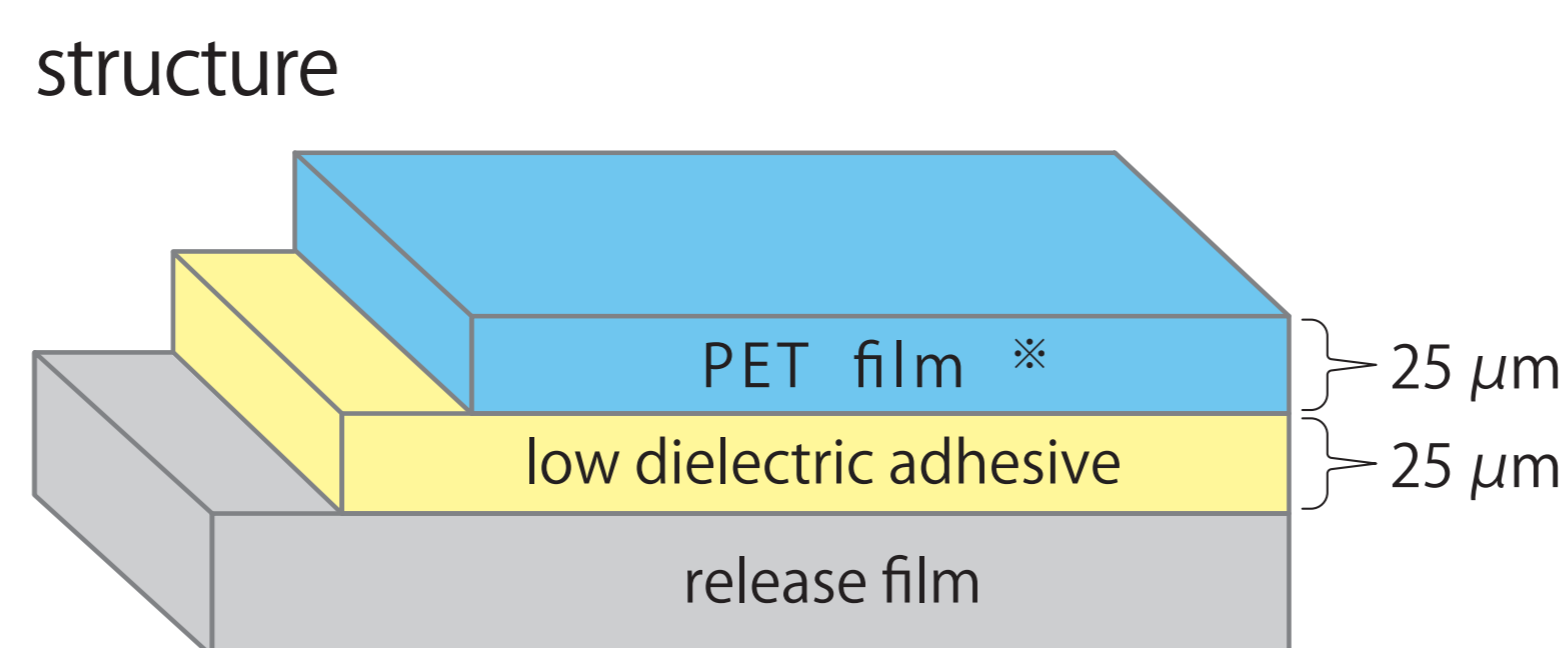 structure
PET film ※
25 μm
low dielectric adhesive
25 μm
release film